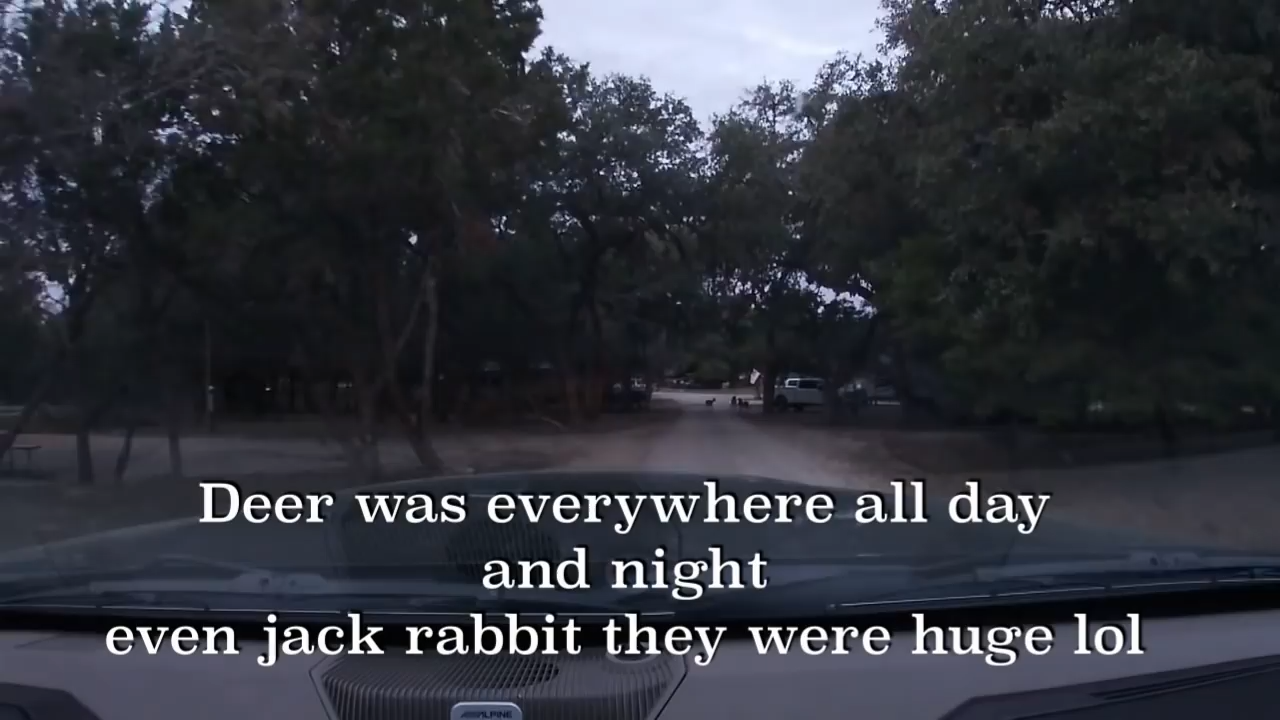 Deer was everywhere all day
and night
even jack rabbit they were huge lol
ALPINE